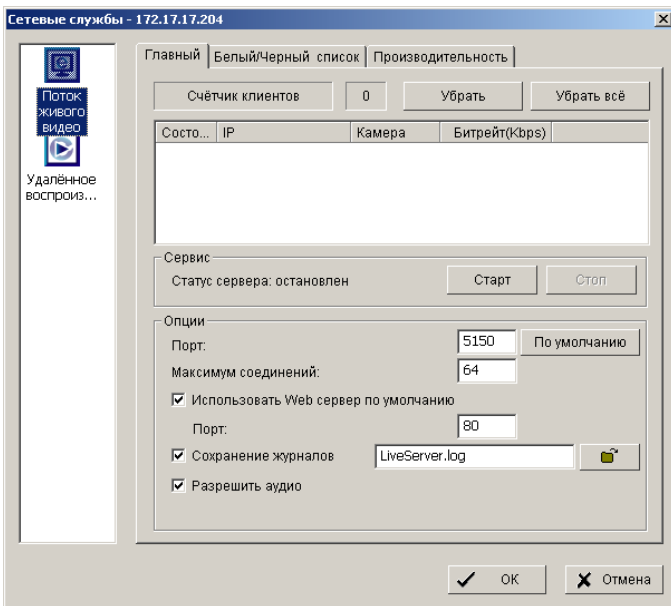 Сетевые службы - 172.17.17.204
Поток
живого
видео
Удалённое
воспроиз...
Главный Белый/Черный список Производительность
Счётчик клиентов 0 Убрать Убрать всё
Состо... IP Камера Битрейт(Kbps)
Сервис
Статус сервера: остановлен Старт Стоп
Опции
Порт: 5150 По умолчанию
Максимум соединений: 64
Использовать Web сервер по умолчанию
Порт: 80
Сохранение журналов LiveServer.log
Разрешить аудио
OK Отмена